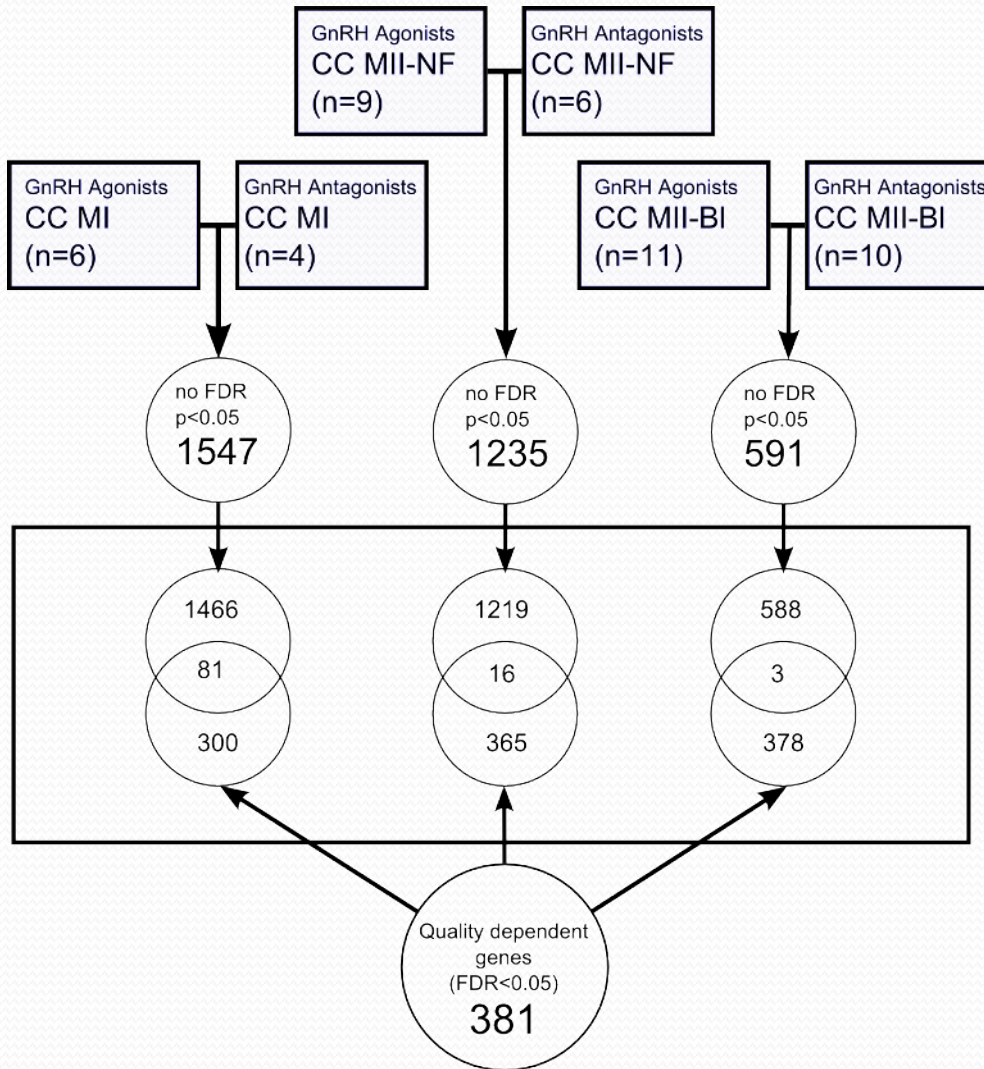 GnRH Agonists
CC MII-NF
(n=9)
GnRH Antagonists
CC MII-NF
(n=6)
GnRH Agonists
CC MI
(n=6)
GnRH Antagonists
CC MI
(n=4)
GnRH Agonists
CC MII-BI
(n=11)
GnRH Antagonists
CC MII-BI
(n=10)
no FDR
p<0.05
1547
no FDR
p<0.05
1235
no FDR
p<0.05
591
1466
81
300
1219
16
365
588
3
378
Quality dependent
genes
(FDR<0.05)
381